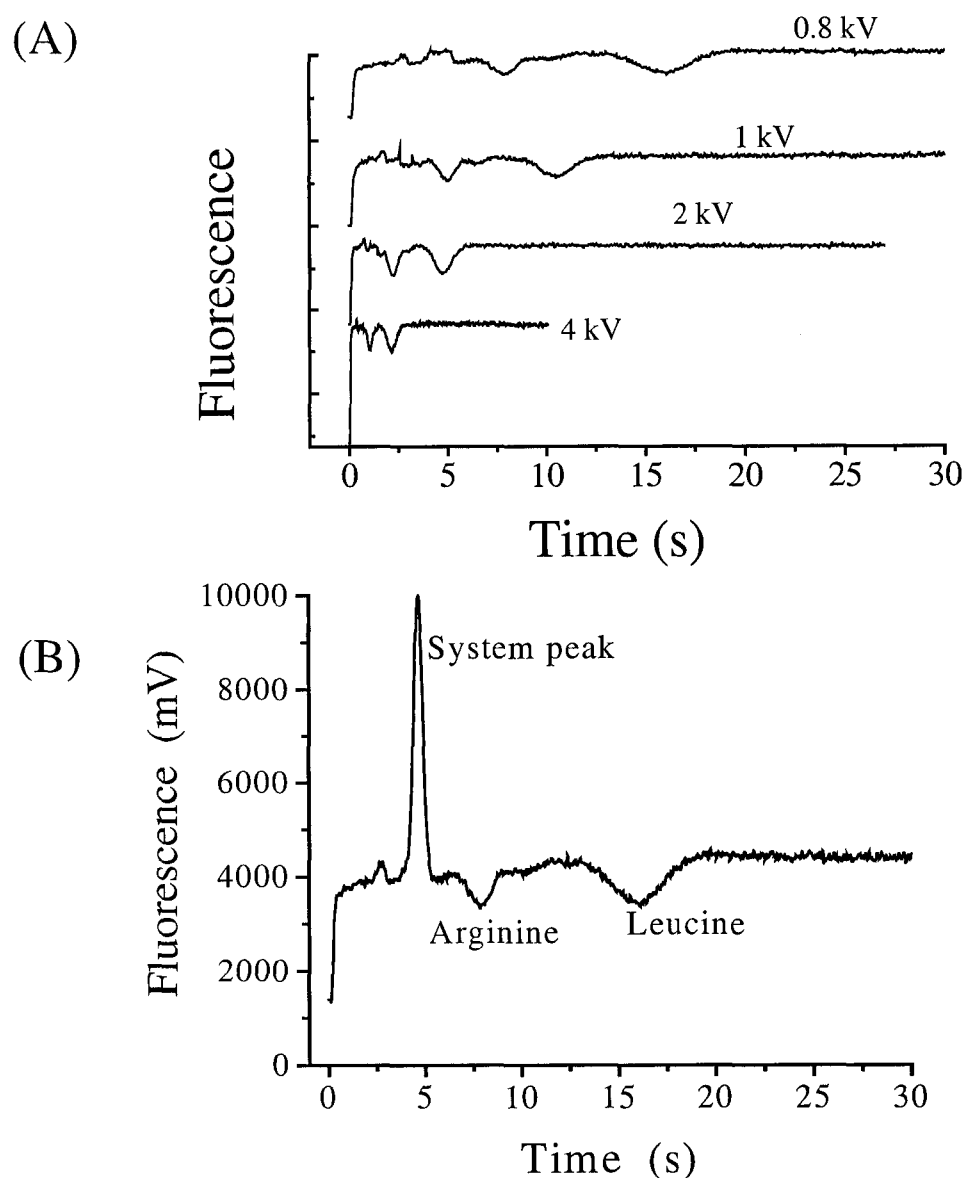 (A)
0.8 kV
1 kV
2 kV
4 kV
Fluorescence
0 5 10 15 20 25 30
Time (s)
(B)
10000
8000
6000
4000
2000
0
Fluorescence (mV)
System peak
Arginine
Leucine
0 5 10 15 20 25 30
Time (s)